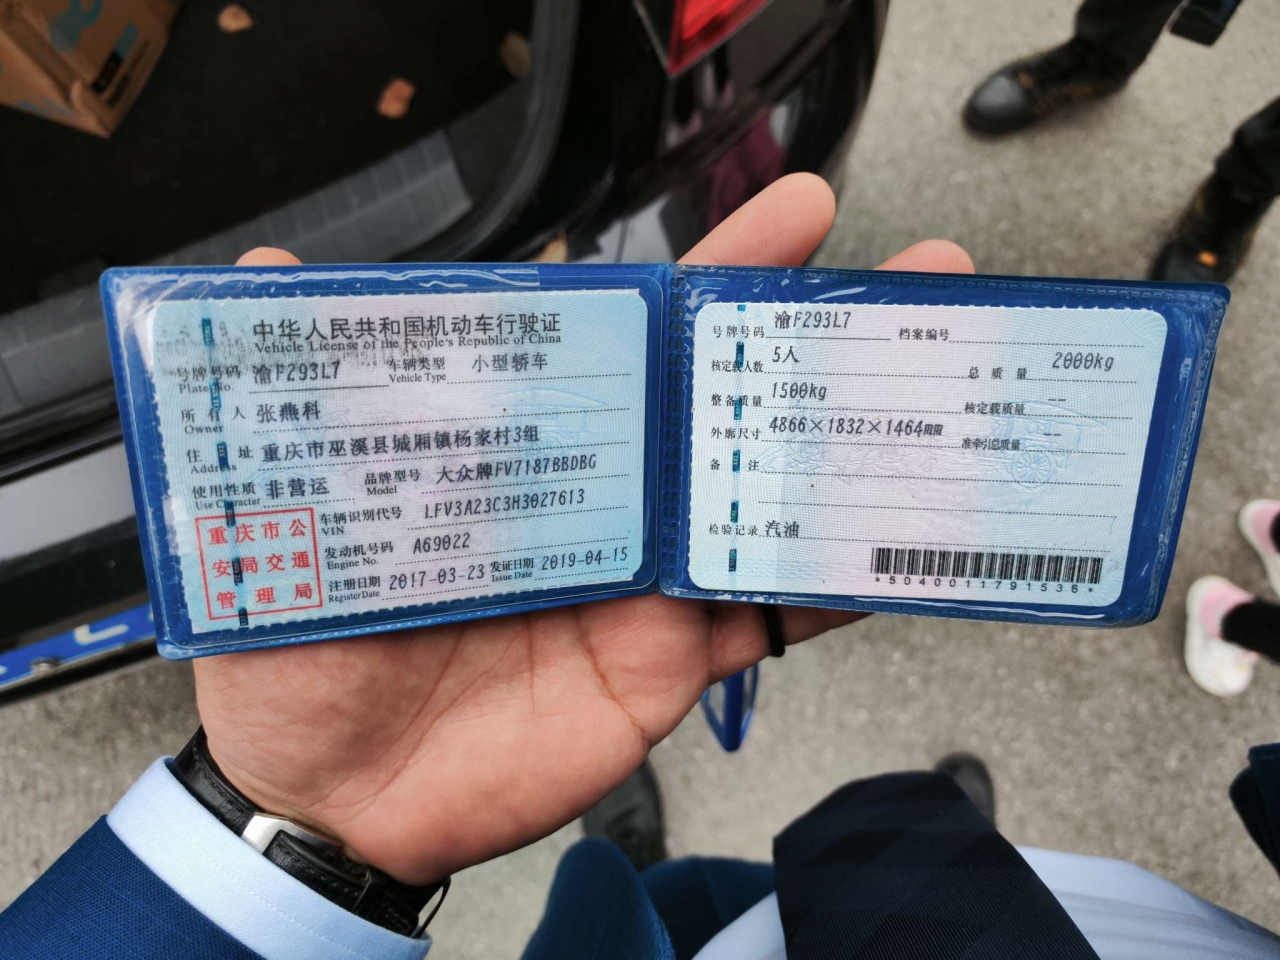 中华人民共和国机动车行驶证
Vehicle License of the People's Republic of China
号牌号码 渝F293L7 车辆类型 小型轿车
Plate No. Vehicle Type
所有人 张燕科
Owner
住址 重庆市巫溪县城厢镇杨家村3组
Address
使用性质 非营运 品牌型号 大众牌FV7187BBDBG
Use Character Model
车辆识别代号 LFV3A23C3H3027613
VIN
发动机号码 A69022
Engine No.
注册日期 2017-03-23 发证日期 2019-04-15
Register Date Issue Date
重庆市公
安局交通
管理局
号牌号码 渝F293L7 档案编号
核定载人数 5人 总质量 2000kg
整备质量 1500kg 核定载质量 --
外廓尺寸 4866×1832×1464mm 准牵引总质量 --
备注
检验记录 汽油
*5040011791536*